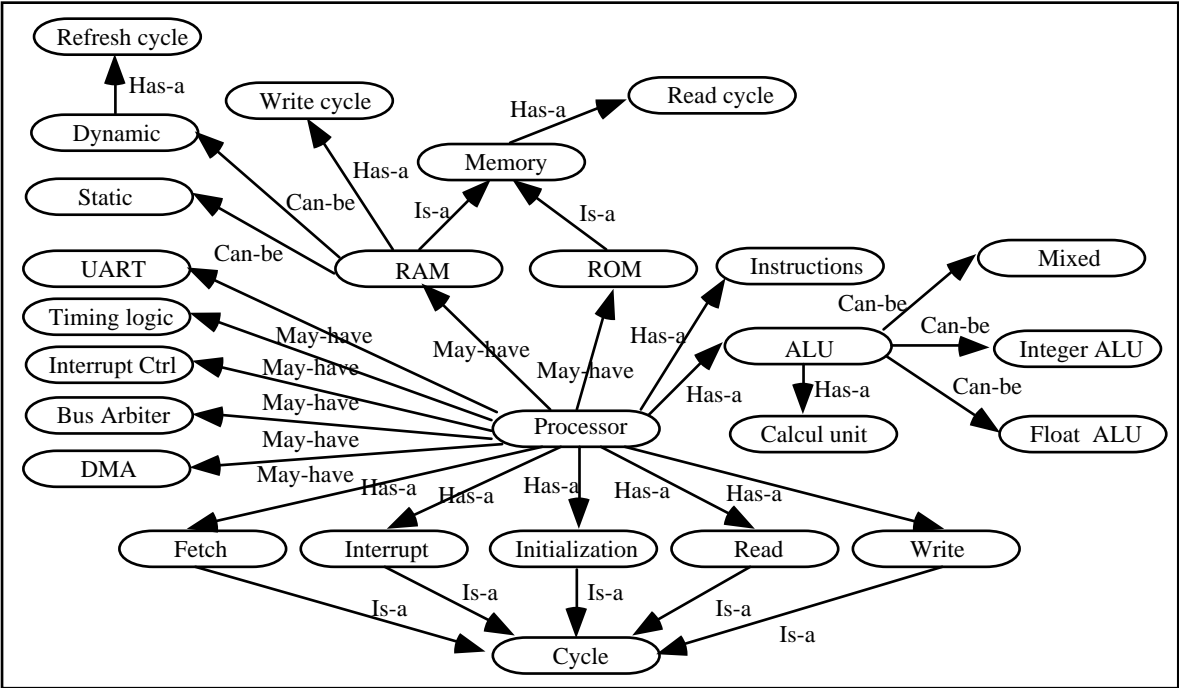 Refresh cycle
Has-a
Write cycle
Has-a
Read cycle
Dynamic
Memory
Has-a
Static
Can-be
Is-a
Is-a
Can-be
UART
RAM
ROM
Instructions
Mixed
Can-be
Timing logic
May-have
May-have
Has-a
Can-be
ALU
Integer ALU
Interrupt Ctrl
May-have
May-have
Has-a
Has-a
Can-be
Bus Arbiter
May-have
Processor
Calcul unit
Float ALU
May-have
DMA
May-have
Has-a
Has-a
Has-a
Has-a
Has-a
Fetch
Interrupt
Initialization
Read
Write
Is-a
Is-a
Is-a
Is-a
Is-a
Cycle